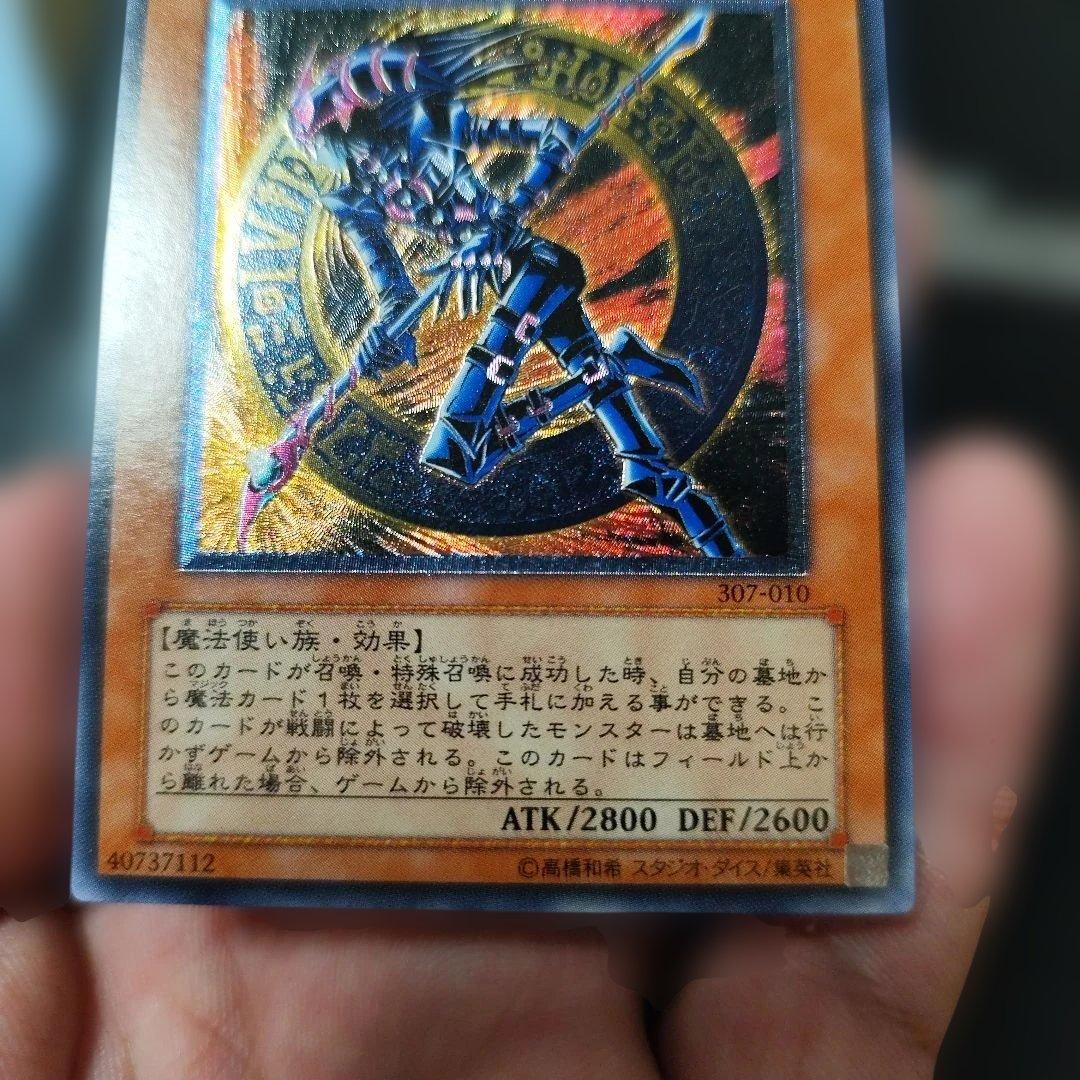 307-010
【魔法使い族・効果】
このカードが召喚・特殊召喚に成功した時、自分の墓地か
ら魔法カード1枚を選択して手札に加える事ができる。こ
のカードが戦闘によって破壊したモンスターは墓地へは行
かずゲームから除外される。このカードはフィールド上か
ら離れた場合、ゲームから除外される。
ATK/2800 DEF/2600
40737112 ©高橋和希 スタジオ・ダイス/集英社